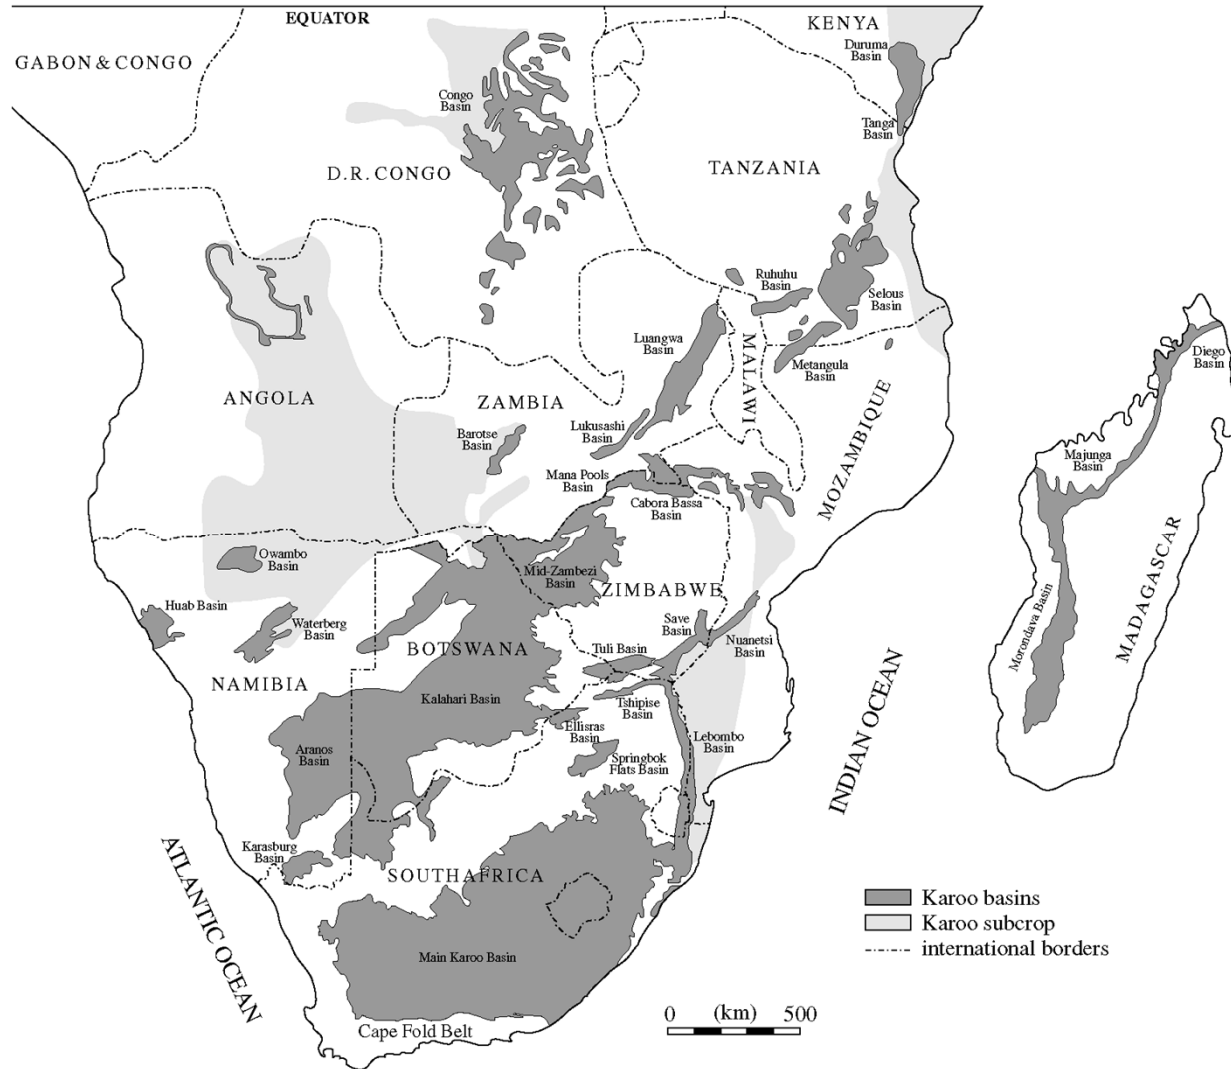 EQUATOR
KENYA
Duruma
Basin
GABON & CONGO
Congo
Basin
Tanga
Basin
D.R. CONGO
TANZANIA
Ruhuhu
Basin
Selous
Basin
Luangwa
Basin
MALAWI
Metangula
Basin
Diego
Basin
ANGOLA
ZAMBIA
Lukusashi
Basin
Barotse
Basin
MOZAMBIQUE
Majunga
Basin
Mana Pools
Basin
Cabora Bassa
Basin
Owambo
Basin
Mid-Zambezi
Basin
ZIMBABWE
MADAGASCAR
Huab Basin
Waterberg
Basin
Save
Basin
Nuanetsi
Basin
Morondava Basin
BOTSWANA
Tuli Basin
NAMIBIA
Kalahari Basin
Tshipise
Basin
INDIAN OCEAN
Ellisras
Basin
Lebombo
Basin
Aranos
Basin
Springbok
Flats Basin
Karasburg
Basin
SOUTHAFRICA
ATLANTIC OCEAN
Karoo basins
Karoo subcrop
international borders
Main Karoo Basin
0 (km) 500
Cape Fold Belt